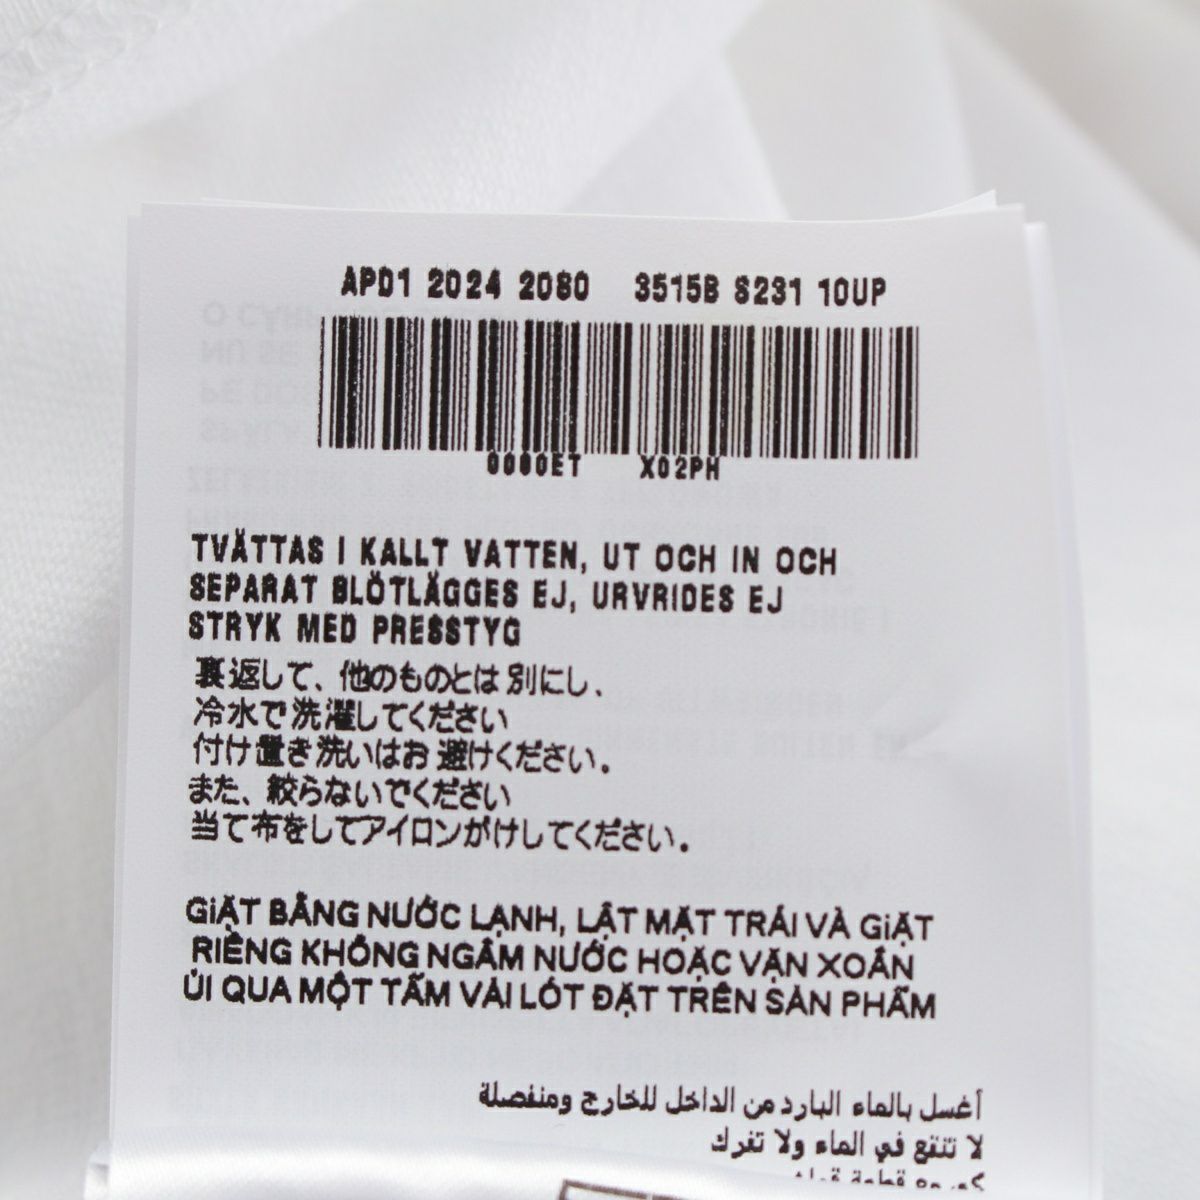 APD1 2024 2080 3515B S231 10UP
0000ET X02PH
TVÄTTAS I KALLT VATTEN, UT OCH IN OCH
SEPARAT BLÖTLÄGGES EJ, URVRIDES EJ
STRYK MED PRESSTYG
裏返して、他のものとは別にし、
冷水で洗濯してください
付け置き洗いはお避けください。
また、絞らないでください
当て布をしてアイロンがけしてください。
GIẶT BẰNG NƯỚC LẠNH, LẬT MẶT TRÁI VÀ GIẶT
RIÊNG KHÔNG NGÂM NƯỚC HOẶC VẶN XOẮN
ỦI QUA MỘT TẤM VẢI LÓT ĐẶT TRÊN SẢN PHẨM
أغسل بالماء البارد من الداخل للخارج ومنفصلة
لا تنتقع في الماء ولا تفرك